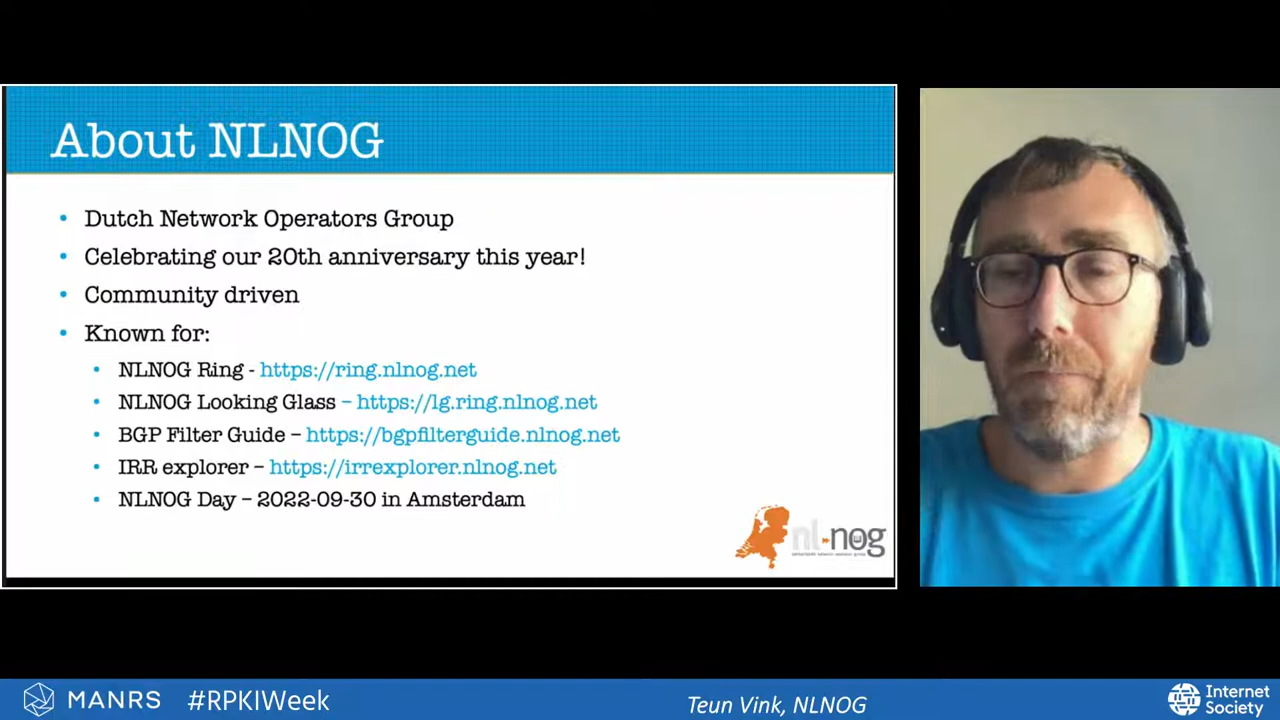 About NLNOG
Dutch Network Operators Group
Celebrating our 20th anniversary this year!
Community driven
Known for:
NLNOG Ring - https://ring.nlnog.net
NLNOG Looking Glass – https://lg.ring.nlnog.net
BGP Filter Guide – https://bgpfilterguide.nlnog.net
IRR explorer – https://irrexplorer.nlnog.net
NLNOG Day – 2022-09-30 in Amsterdam
nl-nog
MANRS #RPKIWeek
Teun Vink, NLNOG
Internet
Society